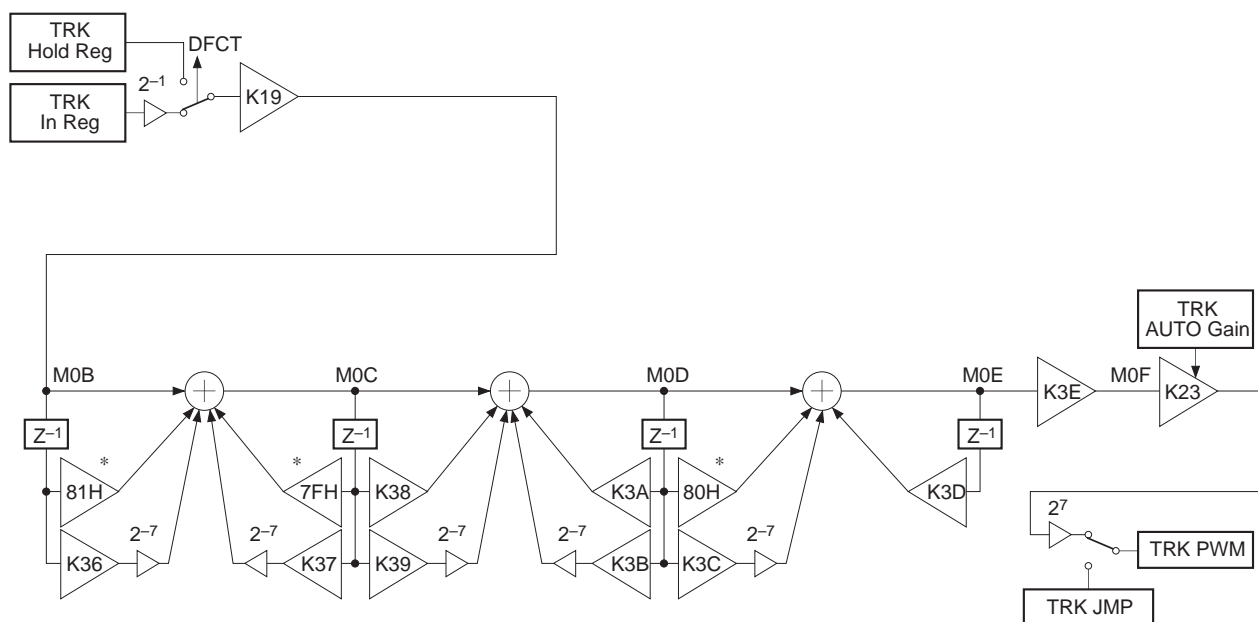 TRK
Hold Reg
DFCT
2–1
TRK
In Reg
K19
TRK
AUTO Gain
M0B
M0C
M0D
M0E
K3E
M0F
K23
Z–1
Z–1
Z–1
Z–1
*
*
*
81H
7FH
K38
K3A
80H
K3D
2–7
2–7
2–7
2–7
2–7
27
K36
K37
K39
K3B
K3C
TRK PWM
TRK JMP